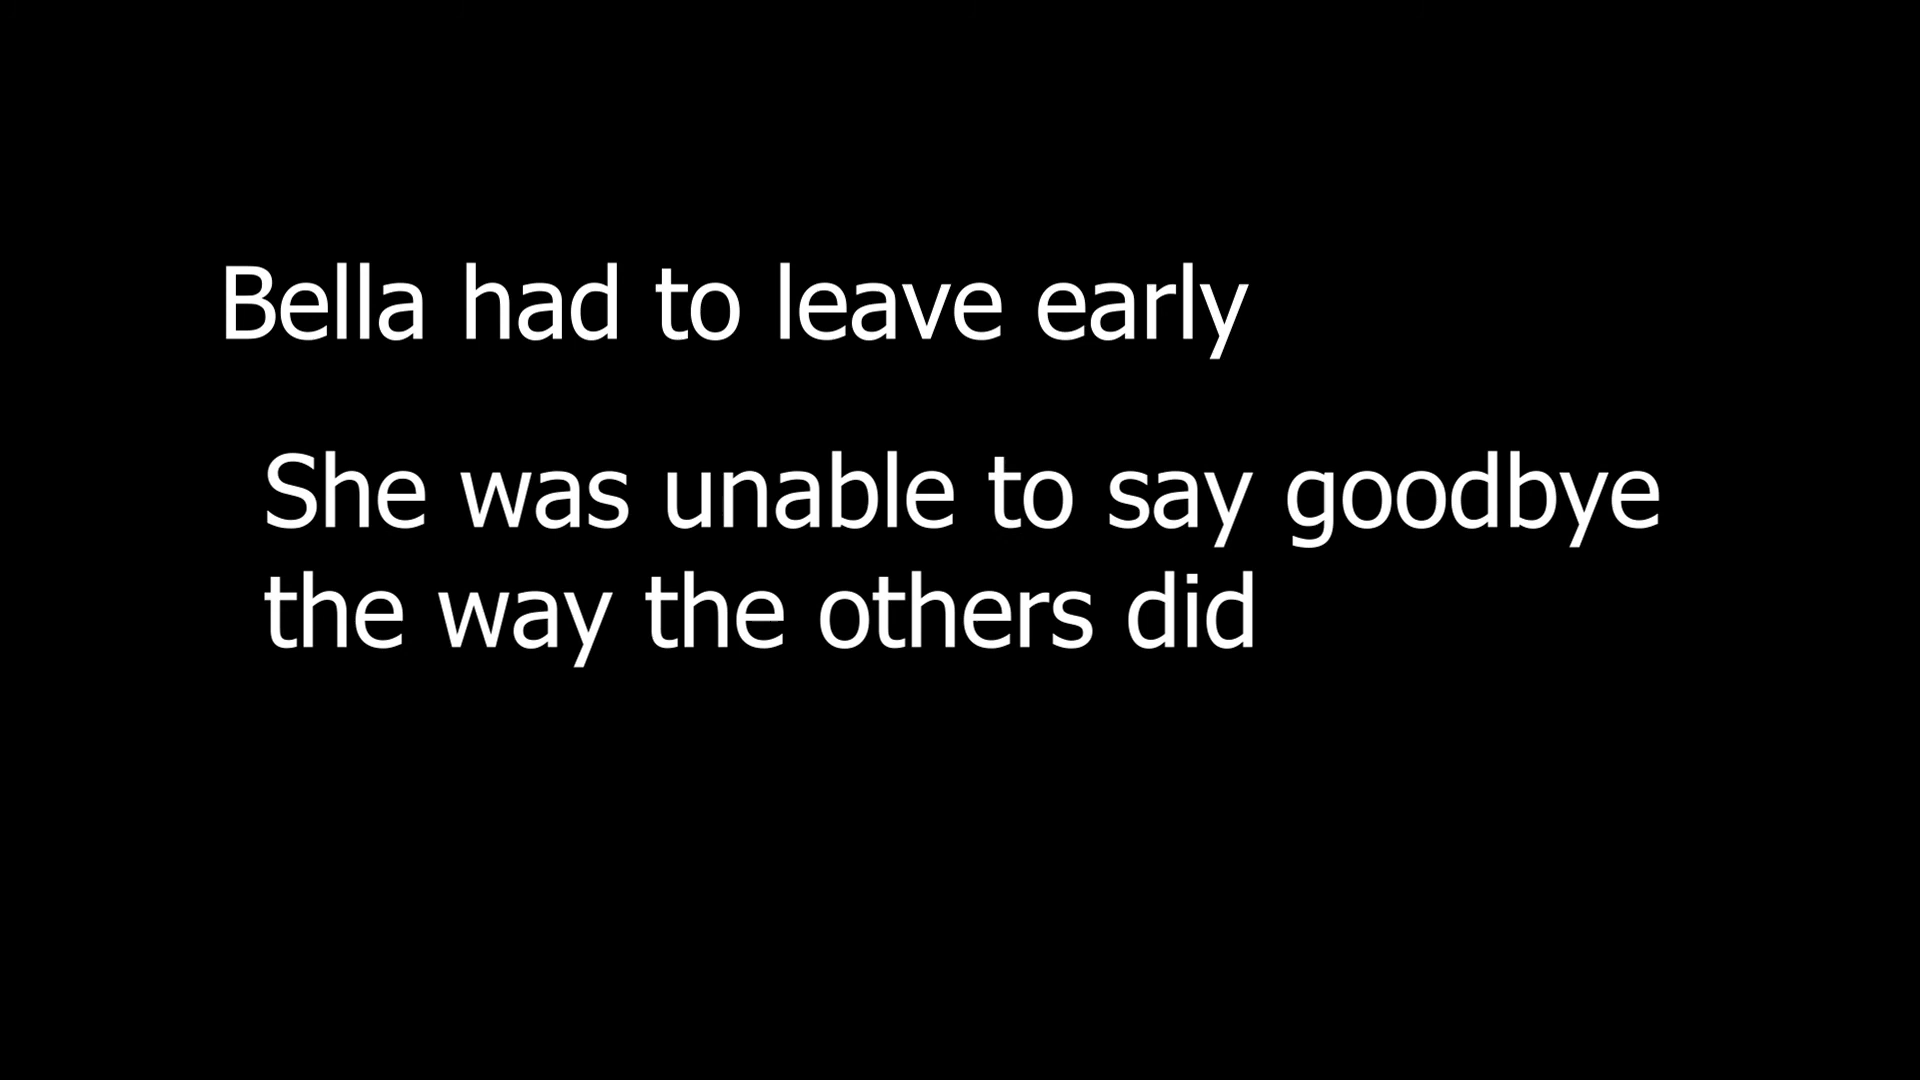 Bella had to leave early
She was unable to say goodbye
the way the others did